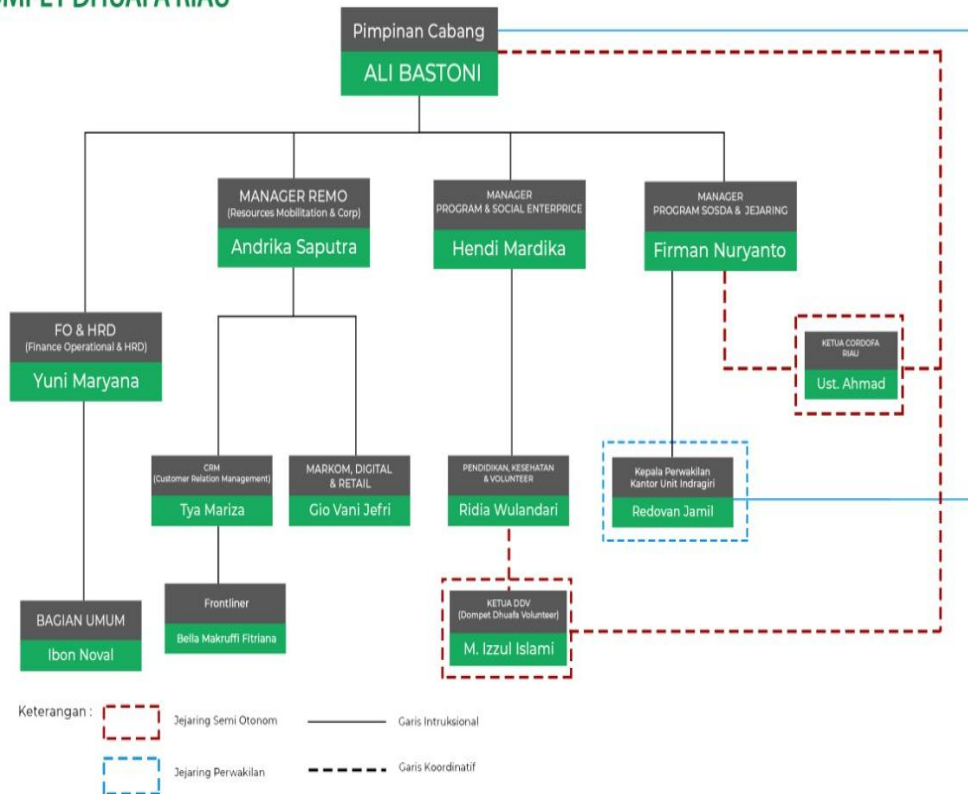 DHUAFA RIAU
Pimpinan Cabang
ALI BASTONI
MANAGER REMO
(Resources Mobilitation & Corp)
Andrika Saputra
MANAGER
PROGRAM & SOCIAL ENTERPRICE
Hendi Mardika
MANAGER
PROGRAM SOSDA & JEJARING
Firman Nuryanto
FO & HRD
(Finance Operational & HRD)
Yuni Maryana
KETUA CORDOFA
RIAU
Ust. Ahmad
CRM
(Customer Relation Management)
Tya Mariza
MARKOM, DIGITAL
& RETAIL
Gio Vani Jefri
PENDIDIKAN, KESEHATAN
& VOLUNTEER
Ridia Wulandari
Kepala Perwakilan
Kantor Unit Indragiri
Redovan Jamil
BAGIAN UMUM
Ibon Noval
Frontliner
Bella Makruffi Fitriana
KETUA DDV
(Dompet Dhuafa Volunteer)
M. Izzul Islami
Keterangan :
Jejaring Semi Otonom
Garis Intruksional
Jejaring Perwakilan
Garis Koordinatif